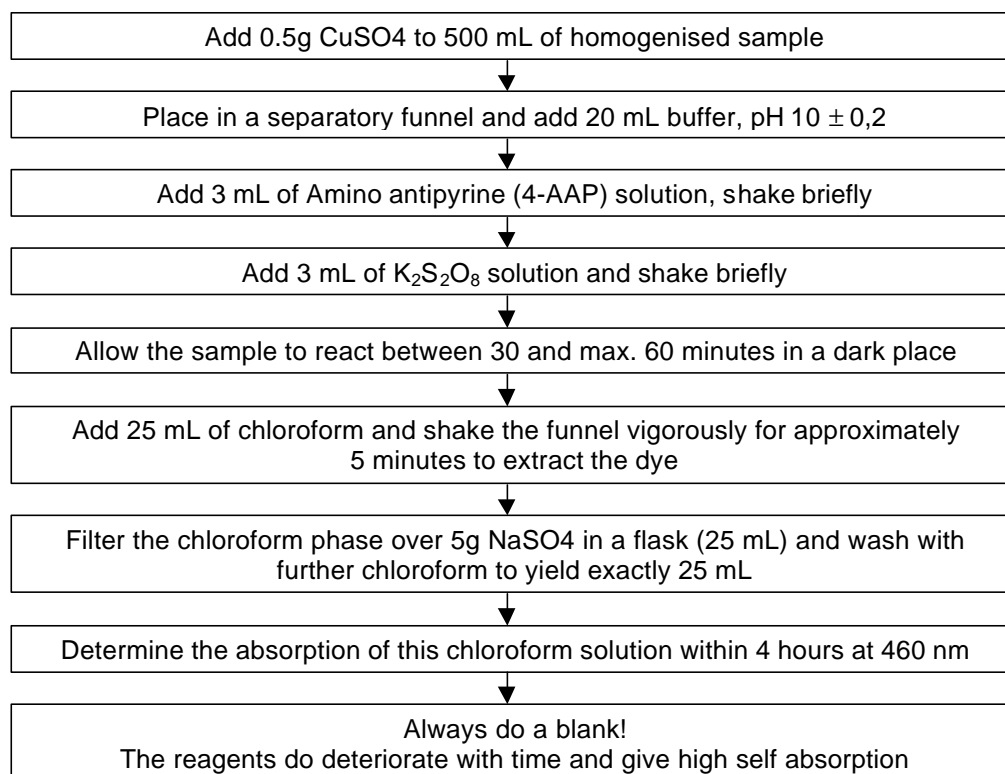 Add 0.5g CuSO4 to 500 mL of homogenised sample
Place in a separatory funnel and add 20 mL buffer, pH 10 ± 0,2
Add 3 mL of Amino antipyrine (4-AAP) solution, shake briefly
Add 3 mL of K₂S₂O₈ solution and shake briefly
Allow the sample to react between 30 and max. 60 minutes in a dark place
Add 25 mL of chloroform and shake the funnel vigorously for approximately
5 minutes to extract the dye
Filter the chloroform phase over 5g NaSO4 in a flask (25 mL) and wash with
further chloroform to yield exactly 25 mL
Determine the absorption of this chloroform solution within 4 hours at 460 nm
Always do a blank!
The reagents do deteriorate with time and give high self absorption